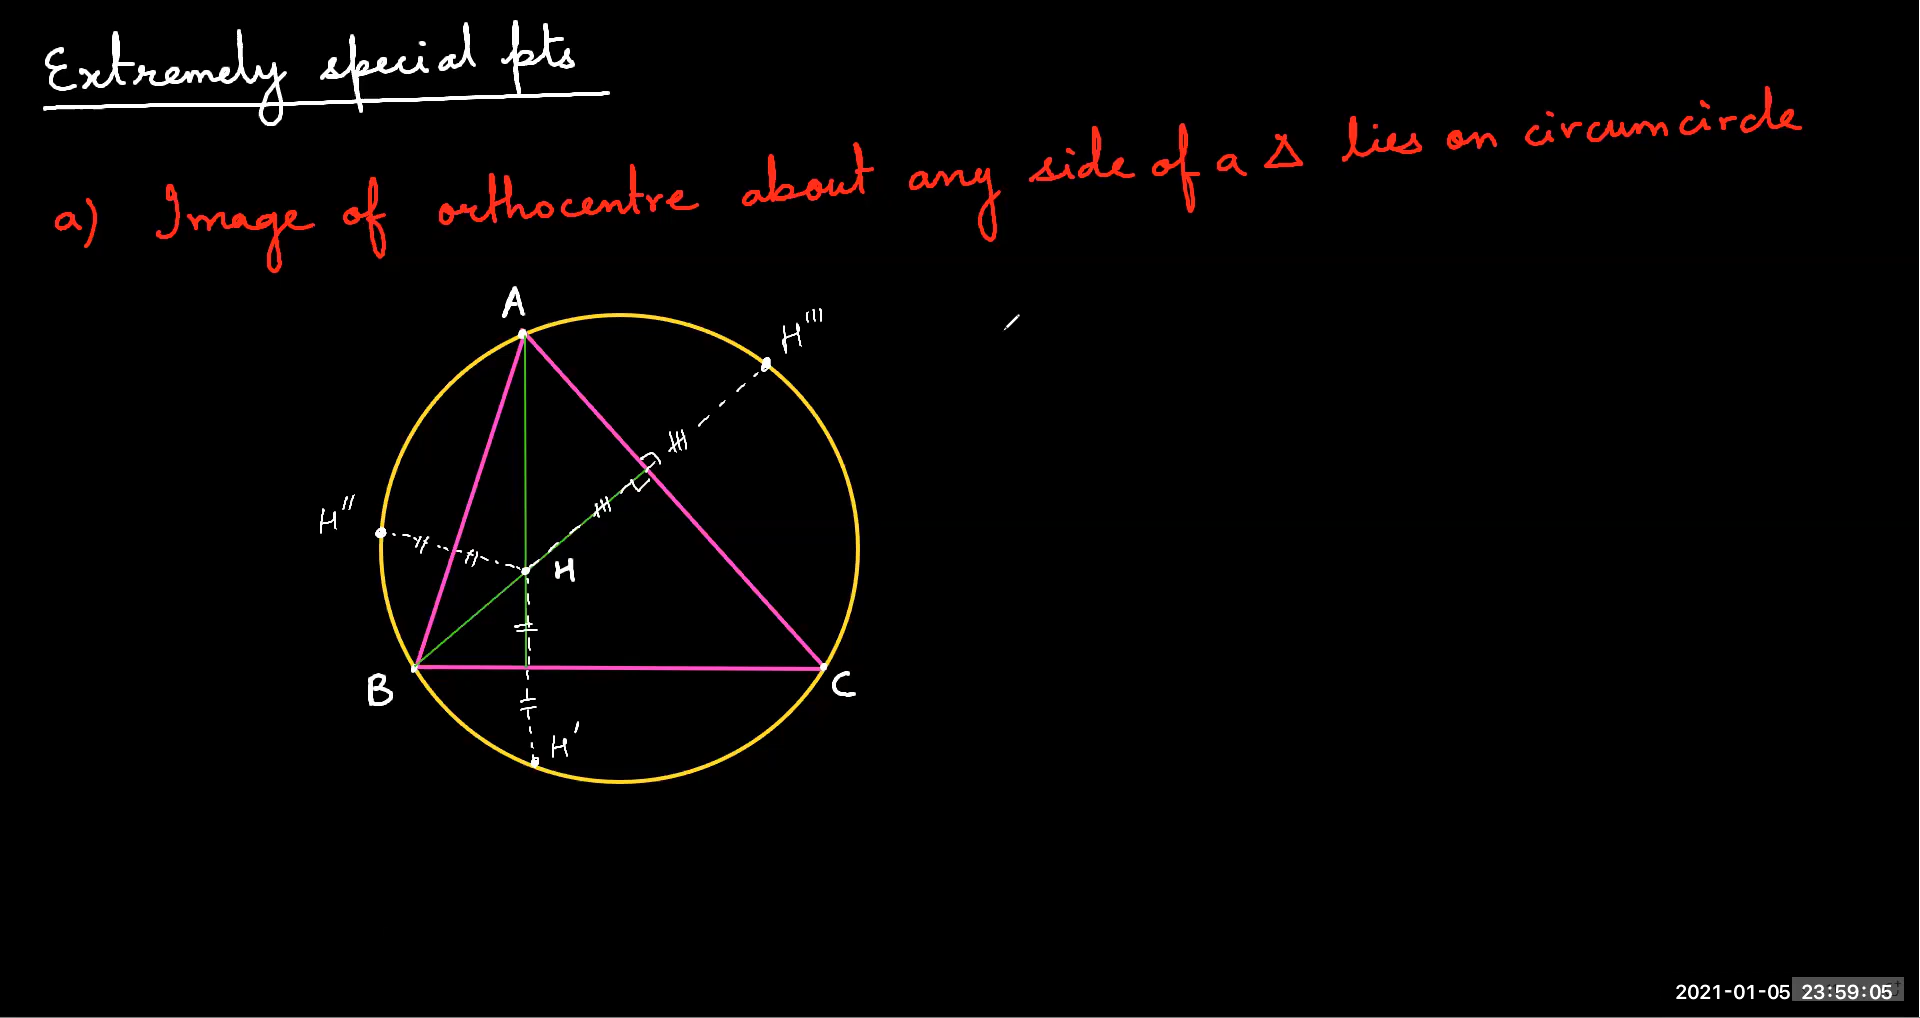 Extremely special pts
a) Image of orthocentre about any side of a Δ lies on circumcircle
A
H'''
H''
H
B
C
H'
2021-01-05 23:59:05